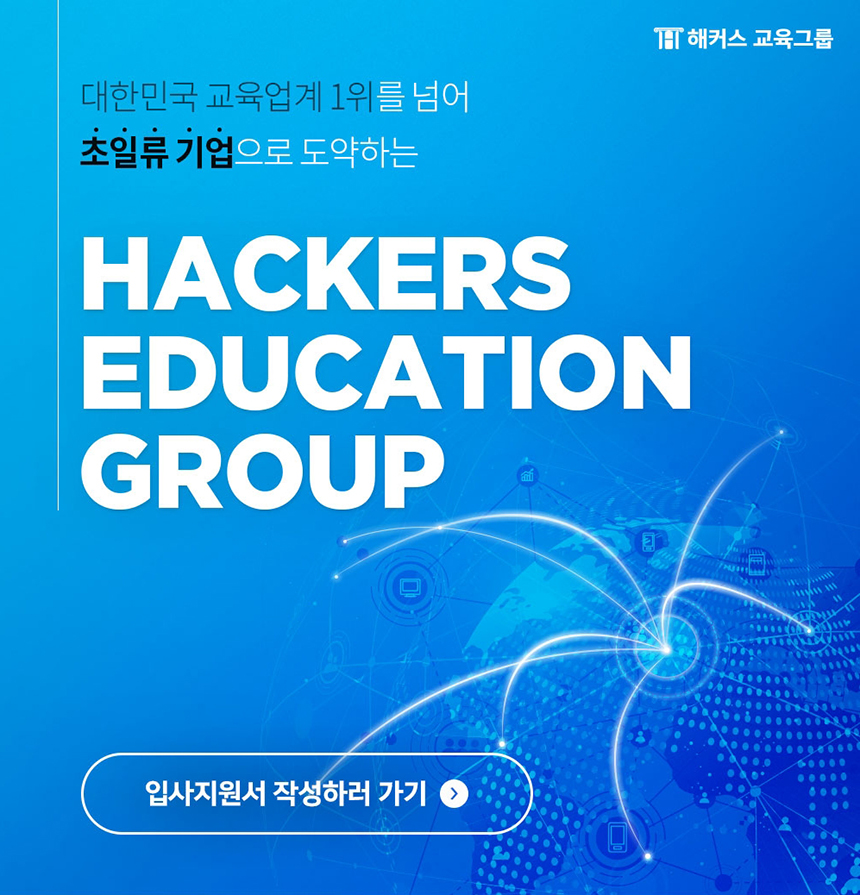 해커스 교육그룹
대한민국 교육업계 1위를 넘어
초일류 기업으로 도약하는
HACKERS
EDUCATION
GROUP
입사지원서 작성하러 가기